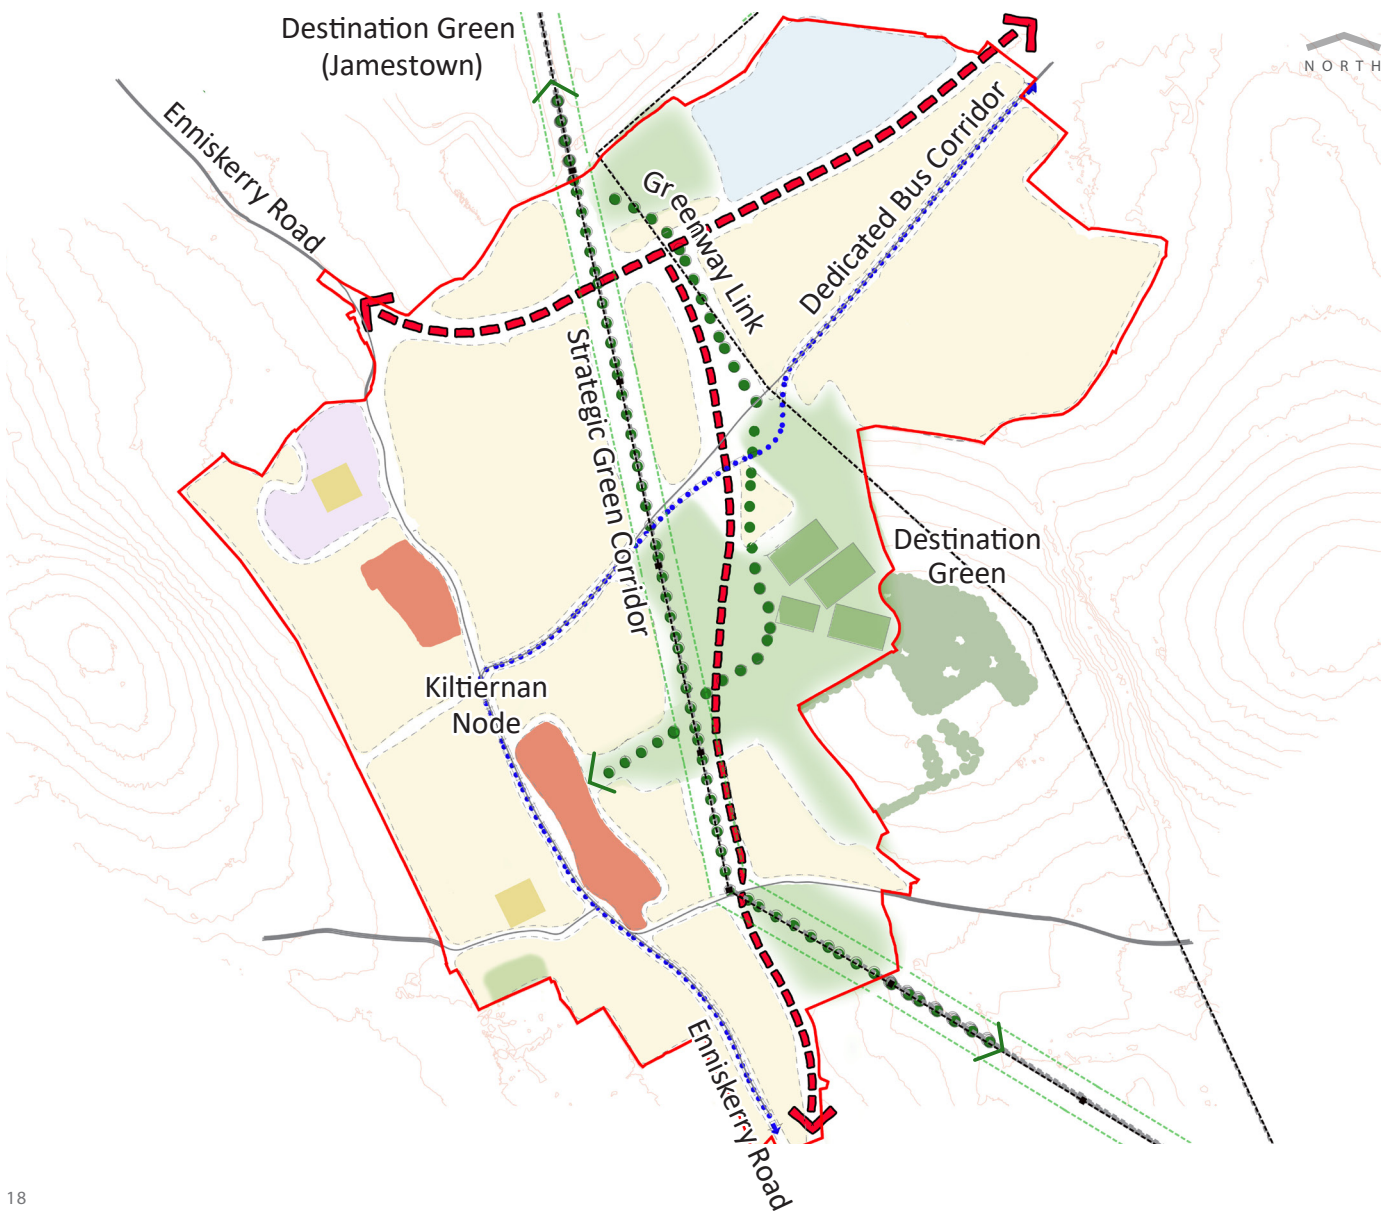 Destination Green
(Jamestown)
NORTH
Enniskerry Road
Greenway Link
Dedicated Bus Corridor
Strategic Green Corridor
Destination
Green
Kiltiernan
Node
Enniskerry Road
18